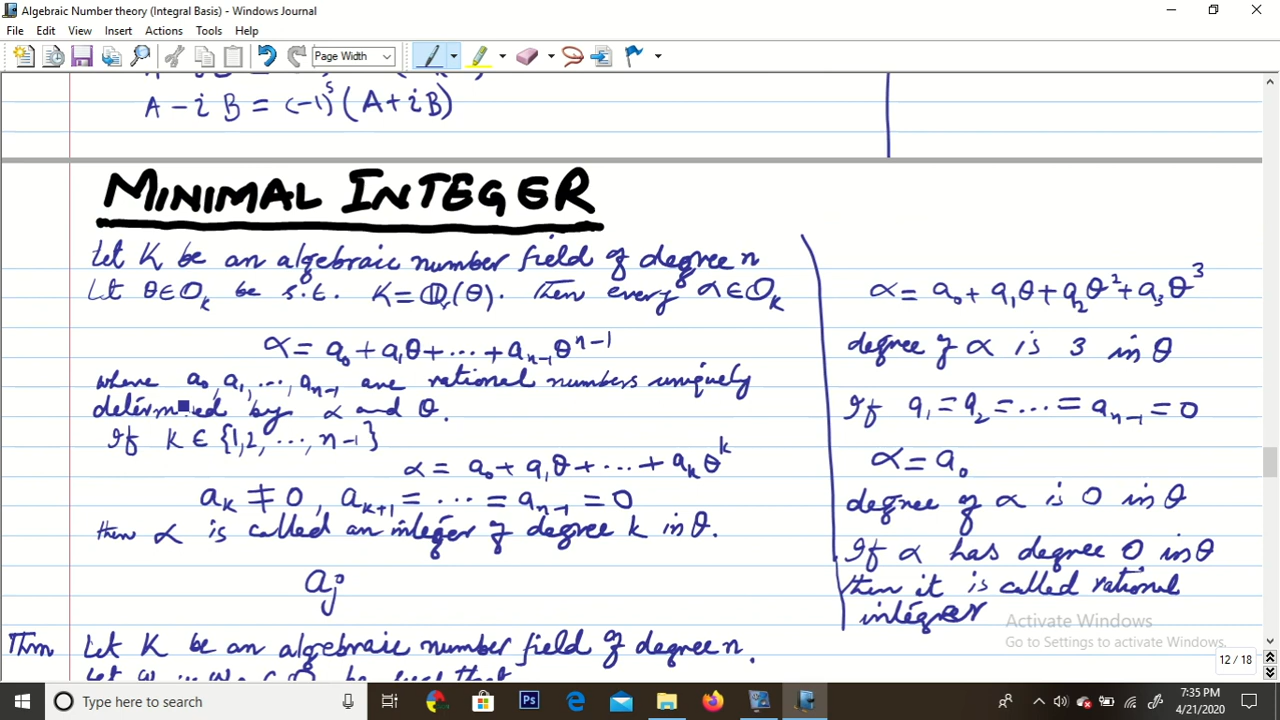 Algebraic Number theory (Integral Basis) - Windows Journal
File Edit View Insert Actions Tools Help
Page Width
A - i B = (-1)^s (A + i B)
MINIMAL INTEGER
Let K be an algebraic number field of degree n
Let θ ∈ O_K be s.t. K = Q(θ). Then every α ∈ O_K
α = a_0 + a_1θ + ... + a_{n-1}θ^{n-1}
where a_0, a_1, ..., a_{n-1} are rational numbers uniquely
determined by α and θ.
If K ∈ {1,2, ..., n-1}
α = a_0 + a_1θ + ... + a_kθ^k
a_k ≠ 0, a_{k+1} = ... = a_{n-1} = 0
then α is called an integer of degree k in θ.
a_j
α = a_0 + a_1θ + a_2θ^2 + a_3θ^3
degree of α is 3 in θ
If a_1 = a_2 = ... = a_{n-1} = 0
α = a_0
degree of α is 0 in θ
If α has degree 0 in θ
then it is called rational
integer
Thm Let K be an algebraic number field of degree n.
Activate Windows
Go to Settings to activate Windows.
12 / 18
Type here to search
Ps
7:35 PM
4/21/2020